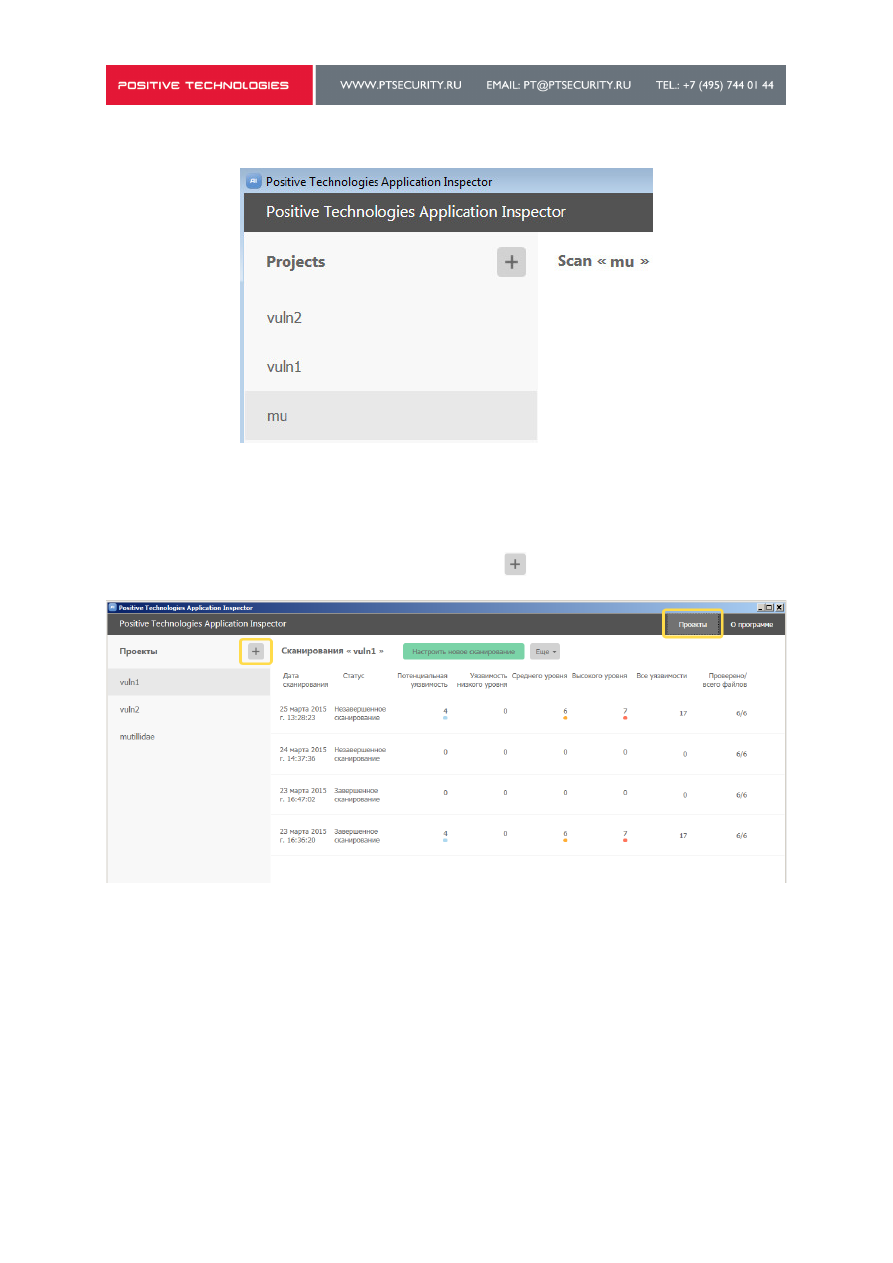 POSITIVE TECHNOLOGIES WWW.PTSECURITY.RU EMAIL: PT@PTSECURITY.RU TEL.: +7 (495) 744 01 44
AI Positive Technologies Application Inspector
Positive Technologies Application Inspector
Projects + Scan « mu »
vuln2
vuln1
mu
+
Positive Technologies Application Inspector
Positive Technologies Application Inspector Проекты О программе
Проекты + Сканирования « vuln1 » Настроить новое сканирование Еще
Дата Статус Потенциальная Уязвимость Среднего уровня Высокого уровня Все уязвимости Проверено/
сканирования уязвимость низкого уровня всего файлов
vuln1
vuln2
mutillidae
25 марта 2015 Незавершенное 4 0 6 7 17 6/6
г. 13:28:23 сканирование
24 марта 2015 Незавершенное 0 0 0 0 0 6/6
г. 14:37:36 сканирование
23 марта 2015 Завершенное 0 0 0 0 0 6/6
г. 16:47:02 сканирование
23 марта 2015 Завершенное 4 0 6 7 17 6/6
г. 16:36:20 сканирование